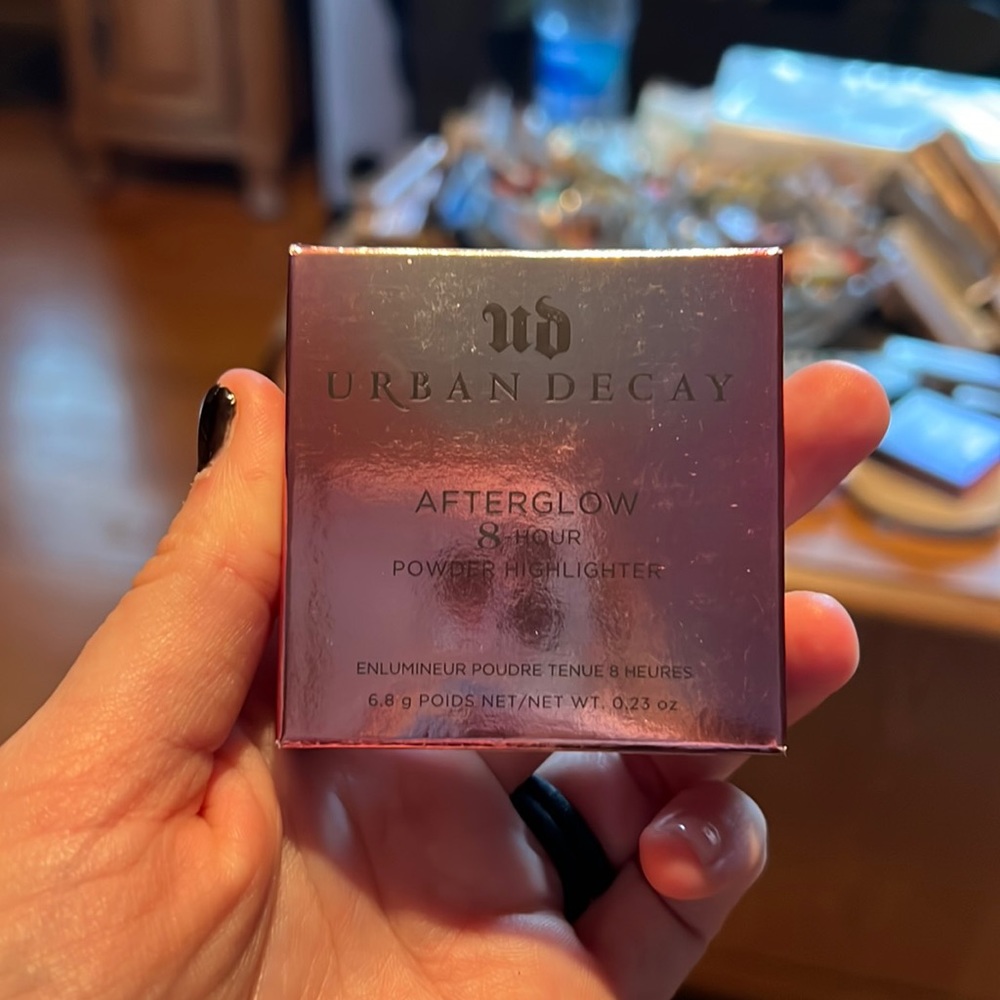 ud
URBAN DECAY
AFTERGLOW
8-HOUR
POWDER HIGHLIGHTER
ENLUMINEUR POUDRE TENUE 8 HEURES
6.8 g POIDS NET/NET WT. 0.23 oz